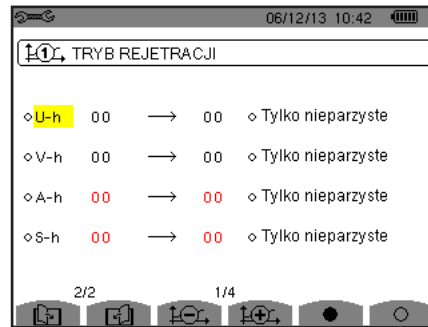 06/12/13 10:42
1 TRYB REJETRACJI
U-h 00 → 00 Tylko nieparzyste
V-h 00 → 00 Tylko nieparzyste
A-h 00 → 00 Tylko nieparzyste
S-h 00 → 00 Tylko nieparzyste
2/2 1/4